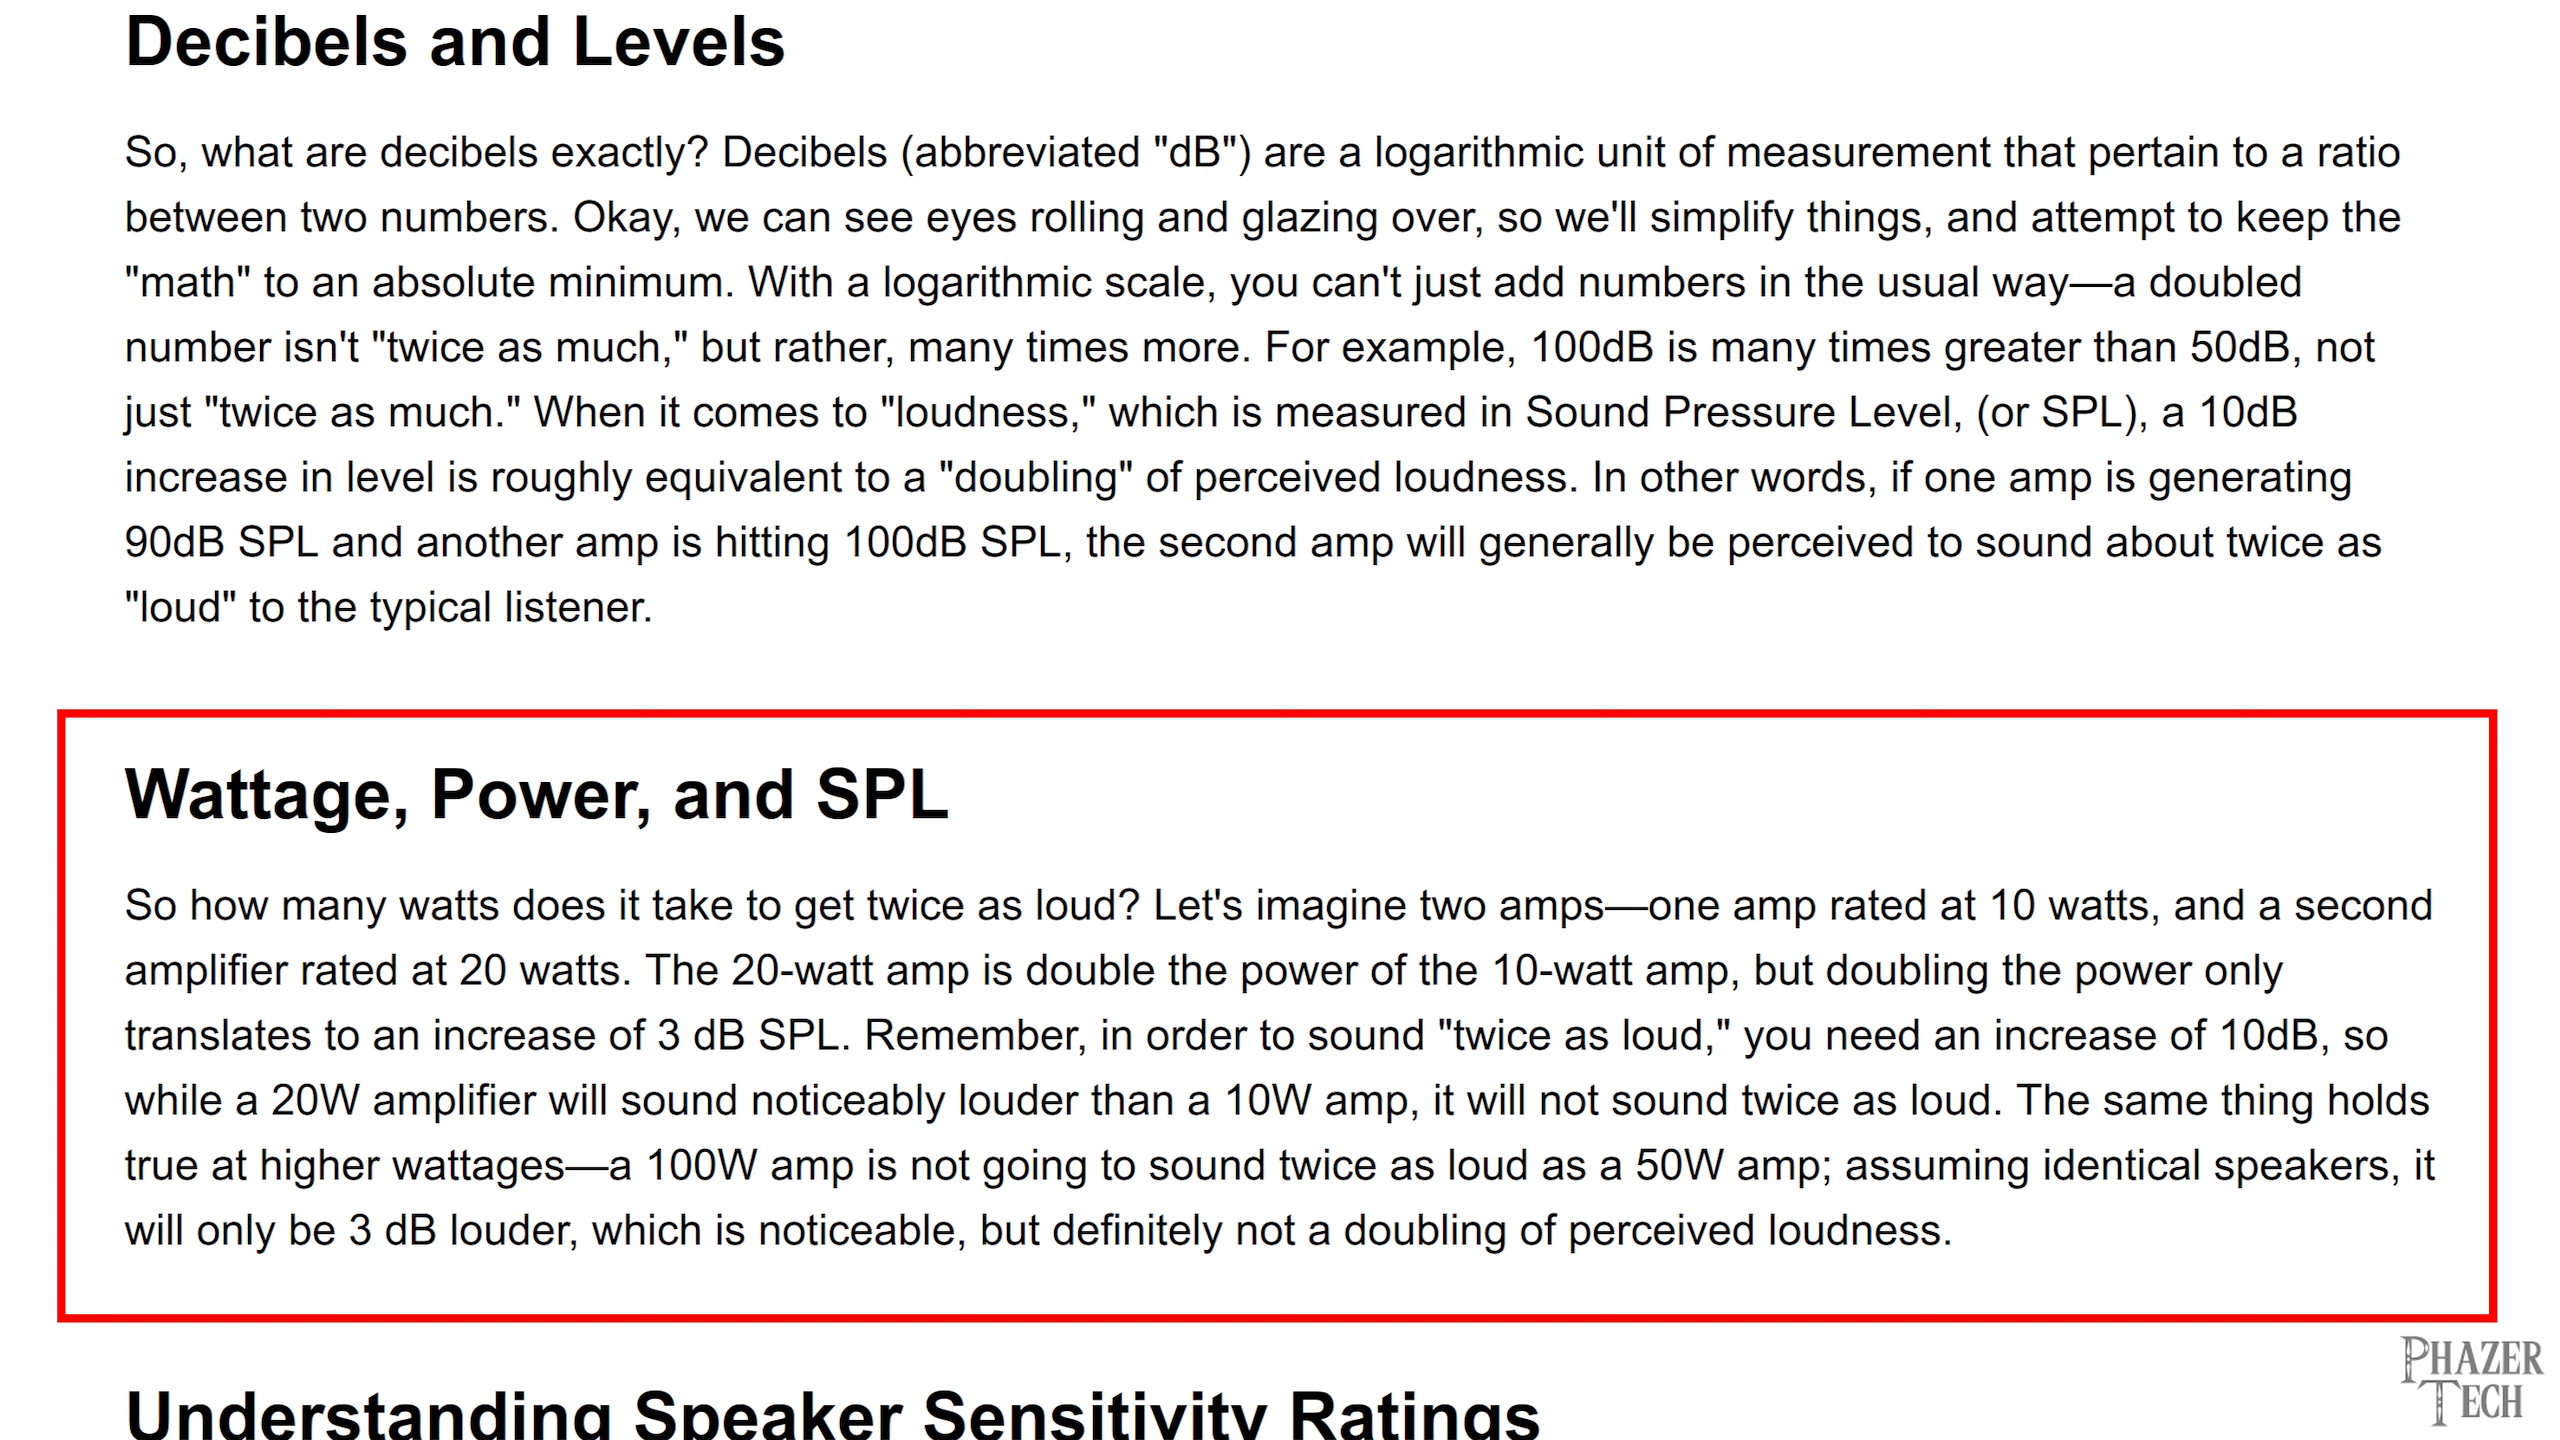 Decibels and Levels
So, what are decibels exactly? Decibels (abbreviated "dB") are a logarithmic unit of measurement that pertain to a ratio
between two numbers. Okay, we can see eyes rolling and glazing over, so we'll simplify things, and attempt to keep the
"math" to an absolute minimum. With a logarithmic scale, you can't just add numbers in the usual way—a doubled
number isn't "twice as much," but rather, many times more. For example, 100dB is many times greater than 50dB, not
just "twice as much." When it comes to "loudness," which is measured in Sound Pressure Level, (or SPL), a 10dB
increase in level is roughly equivalent to a "doubling" of perceived loudness. In other words, if one amp is generating
90dB SPL and another amp is hitting 100dB SPL, the second amp will generally be perceived to sound about twice as
"loud" to the typical listener.
Wattage, Power, and SPL
So how many watts does it take to get twice as loud? Let's imagine two amps—one amp rated at 10 watts, and a second
amplifier rated at 20 watts. The 20-watt amp is double the power of the 10-watt amp, but doubling the power only
translates to an increase of 3 dB SPL. Remember, in order to sound "twice as loud," you need an increase of 10dB, so
while a 20W amplifier will sound noticeably louder than a 10W amp, it will not sound twice as loud. The same thing holds
true at higher wattages—a 100W amp is not going to sound twice as loud as a 50W amp; assuming identical speakers, it
will only be 3 dB louder, which is noticeable, but definitely not a doubling of perceived loudness.
Understanding Speaker Sensitivity Ratings
PHAZER
TECH